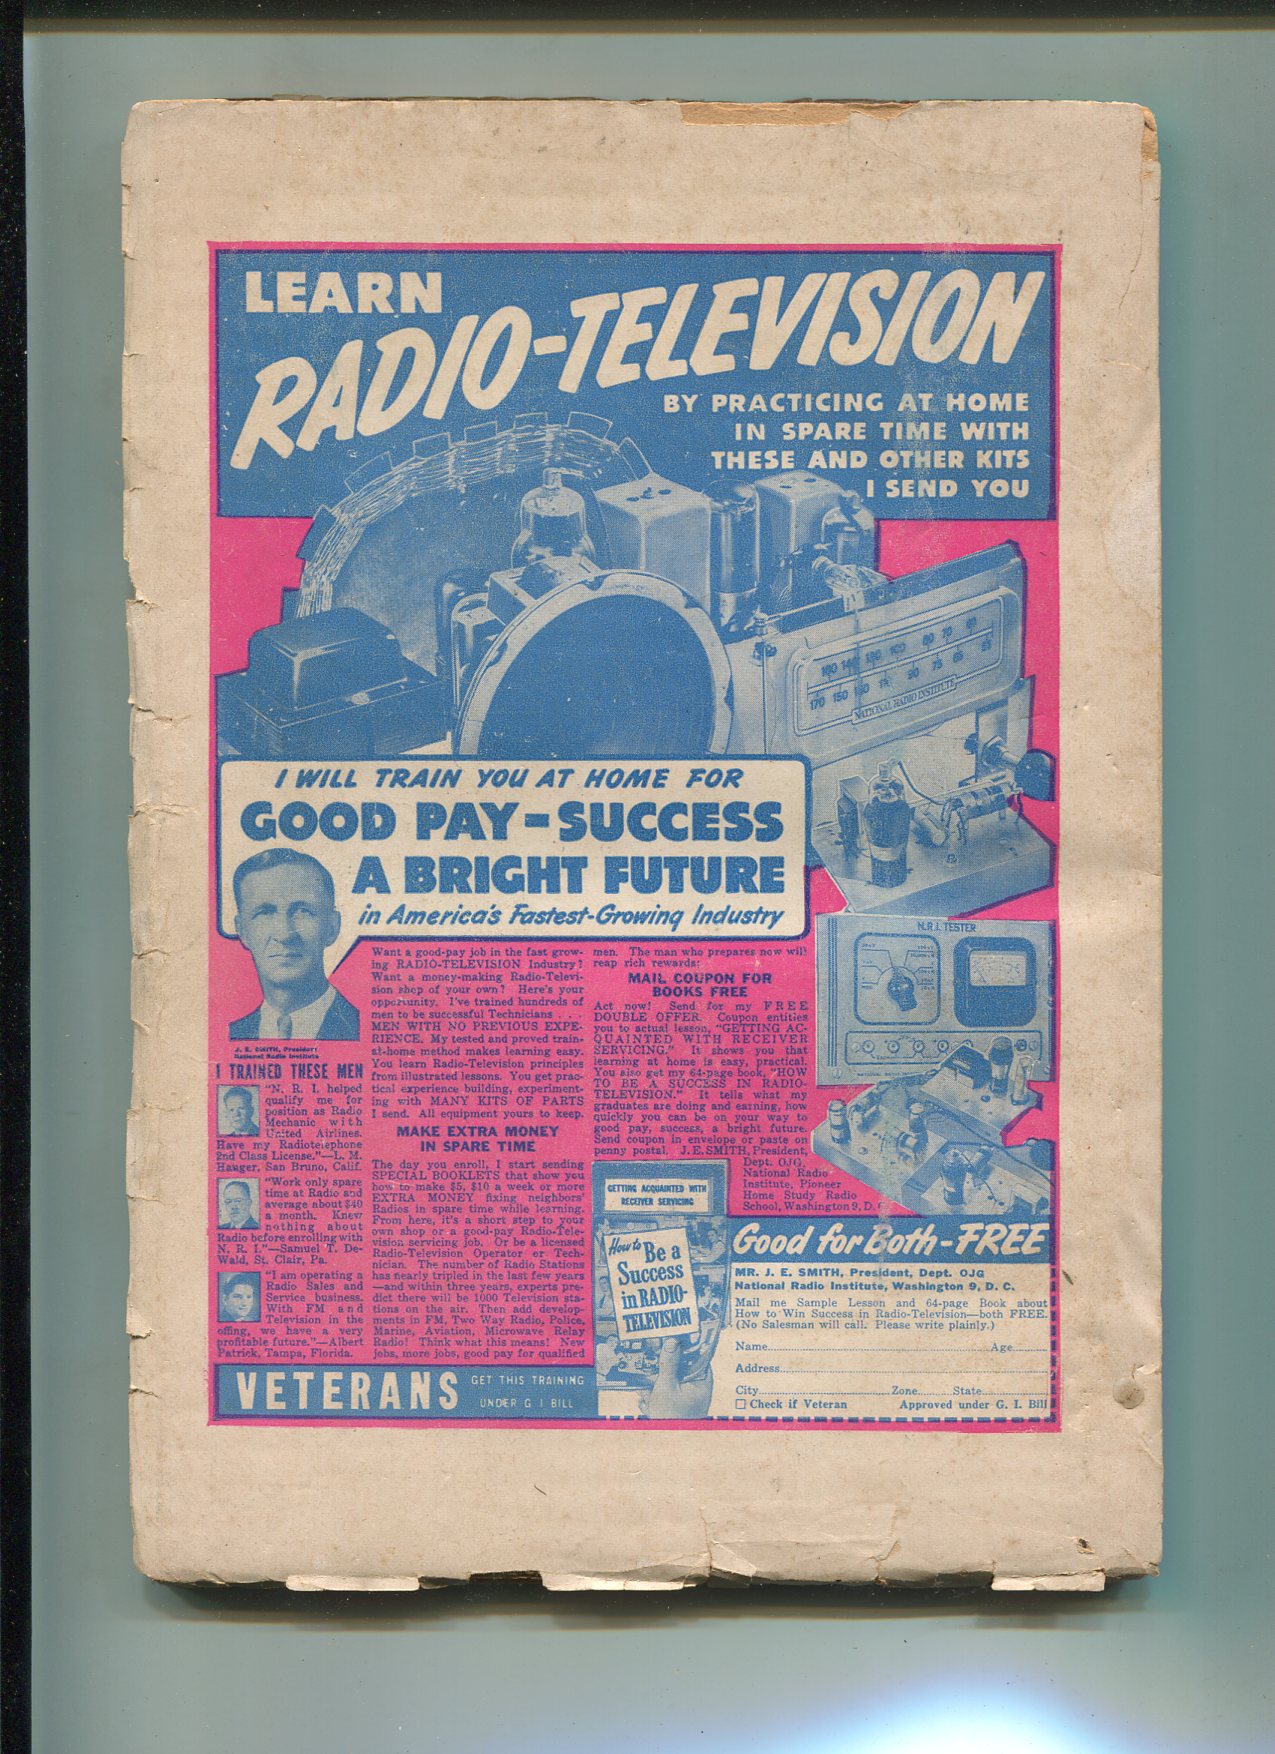 LEARN
RADIO-TELEVISION
BY PRACTICING AT HOME
IN SPARE TIME WITH
THESE AND OTHER KITS
I SEND YOU
NATIONAL RADIO INSTITUTE
I WILL TRAIN YOU AT HOME FOR
GOOD PAY-SUCCESS
A BRIGHT FUTURE
in America's Fastest-Growing Industry
N.R.I. TESTER
J. E. SMITH, President
National Radio Institute
I TRAINED THESE MEN
"N. R. I. helped
qualify me for
position as Radio
Mechanic with
United Airlines.
Have my Radiotelephone
2nd Class License."—L. M.
Hauger, San Bruno, Calif.
"Work only spare
time at Radio and
average about $40
a month. Knew
nothing about
Radio before enrolling with
N. R. I."—Samuel T. De-
Wald, St. Clair, Pa.
"I am operating a
Radio Sales and
Service business.
With FM and
Television in the
offing, we have a very
profitable future."—Albert
Patrick, Tampa, Florida.
Want a good-pay job in the fast grow-
ing RADIO-TELEVISION Industry?
Want a money-making Radio-Televi-
sion shop of your own? Here's your
opportunity. I've trained hundreds of
men to be successful Technicians . . .
MEN WITH NO PREVIOUS EXPE-
RIENCE. My tested and proved train-
at-home method makes learning easy.
You learn Radio-Television principles
from illustrated lessons. You get prac-
tical experience building, experiment-
ing with MANY KITS OF PARTS
I send. All equipment yours to keep.
MAKE EXTRA MONEY
IN SPARE TIME
The day you enroll, I start sending
SPECIAL BOOKLETS that show you
how to make $5, $10 a week or more
EXTRA MONEY fixing neighbors'
Radios in spare time while learning.
From here, it's a short step to your
own shop or a good-pay Radio-Tele-
vision servicing job. Or be a licensed
Radio-Television Operator or Tech-
nician. The number of Radio Stations
has nearly tripled in the last few years
—and within three years, experts pre-
dict there will be 1000 Television sta-
tions on the air. Then add develop-
ments in FM, Two Way Radio, Police,
Marine, Aviation, Microwave Relay
Radio! Think what this means! New
jobs, more jobs, good pay for qualified
men. The man who prepares now will
reap rich rewards:
MAIL COUPON FOR
BOOKS FREE
Act now! Send for my FREE
DOUBLE OFFER. Coupon entities
you to actual lesson, "GETTING AC-
QUAINTED WITH RECEIVER
SERVICING." It shows you that
learning at home is easy, practical.
You also get my 64-page book, "HOW
TO BE A SUCCESS IN RADIO-
TELEVISION." It tells what my
graduates are doing and earning, how
quickly you can be on your way to
good pay, success, a bright future.
Send coupon in envelope or paste on
penny postal. J. E. SMITH, President,
Dept. OJG,
National Radio
Institute, Pioneer
Home Study Radio
School, Washington 9, D.
GETTING ACQUAINTED WITH
RECEIVER SERVICING
How to Be a
Success
in RADIO-
TELEVISION
VETERANS
GET THIS TRAINING
UNDER G I BILL
Good for Both-FREE
MR. J. E. SMITH, President, Dept. OJG
National Radio Institute, Washington 9, D. C.
Mail me Sample Lesson and 64-page Book about
How to Win Success in Radio-Television—both FREE.
(No Salesman will call. Please write plainly.)
Name Age
Address
City Zone State
Check if Veteran Approved under G. I. Bill